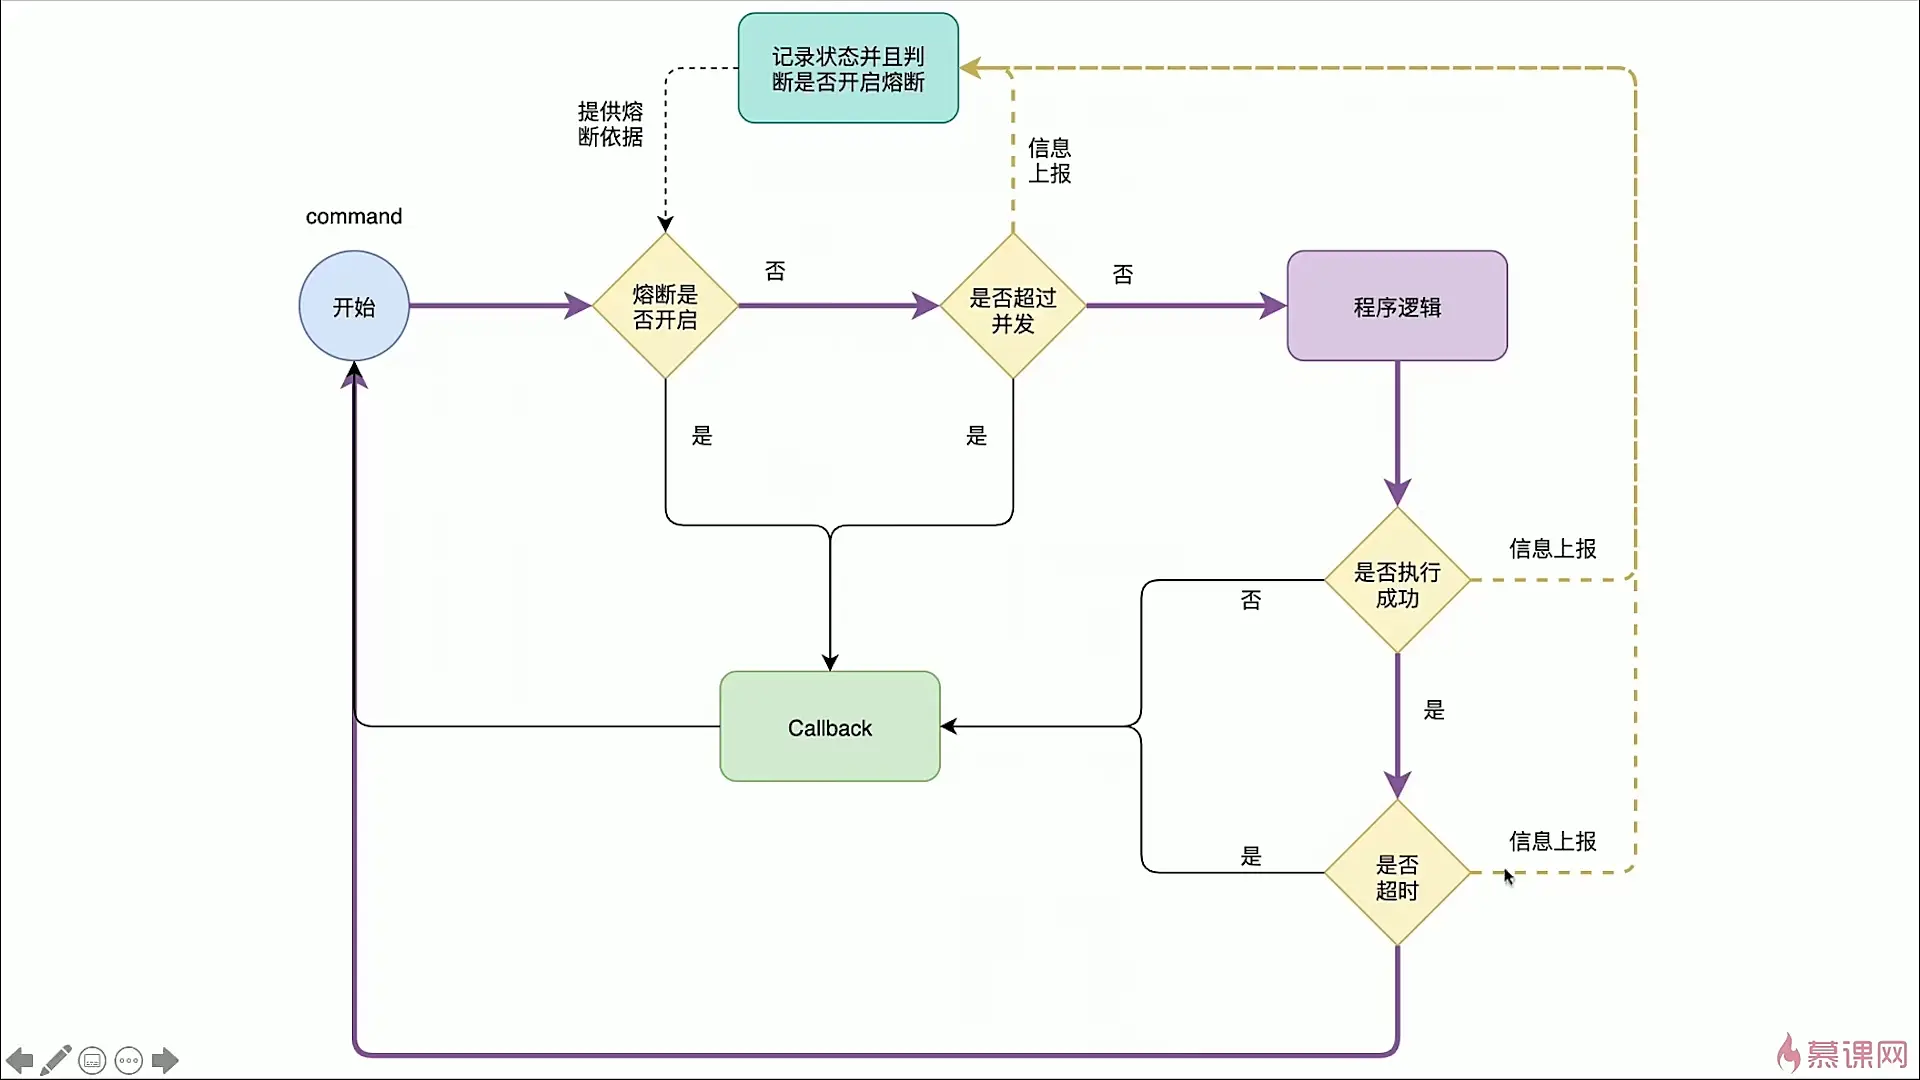 记录状态并且判
断是否开启熔断
提供熔
断依据
信息
上报
command
开始
熔断是
否开启
否
是否超过
并发
否
程序逻辑
是
是
是否执行
成功
信息上报
否
Callback
是
是否
超时
信息上报
是
慕课网